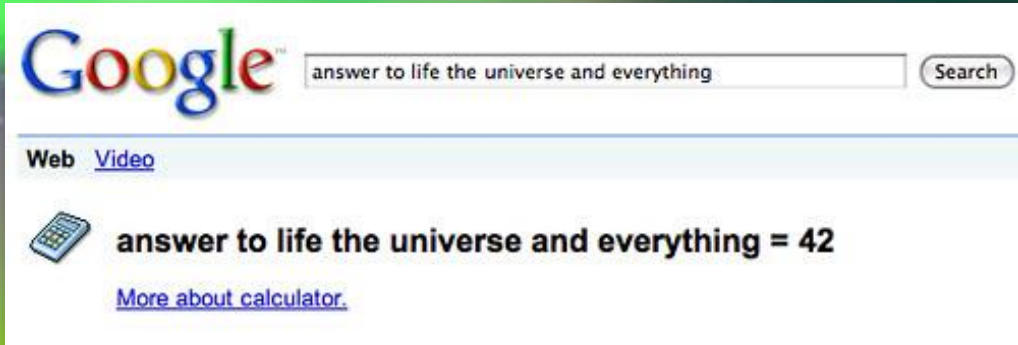 Google™ answer to life the universe and everything Search
Web Video
answer to life the universe and everything = 42
More about calculator.